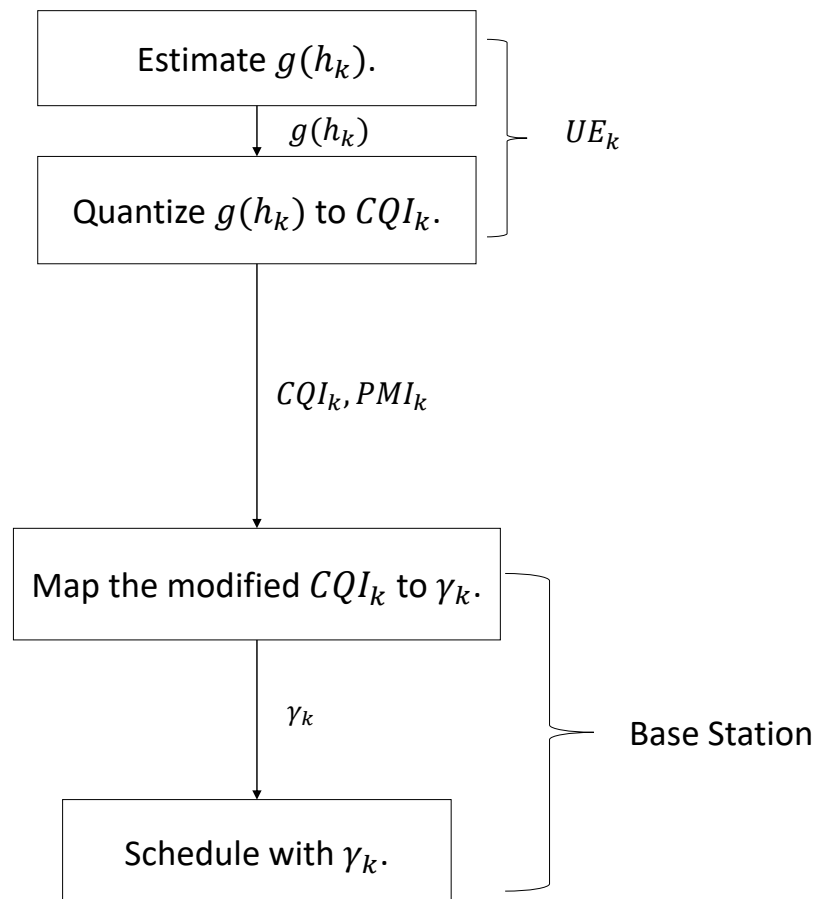 Estimate g(h_k).
g(h_k)
UE_k
Quantize g(h_k) to CQI_k.
CQI_k, PMI_k
Map the modified CQI_k to γ_k.
γ_k
Base Station
Schedule with γ_k.